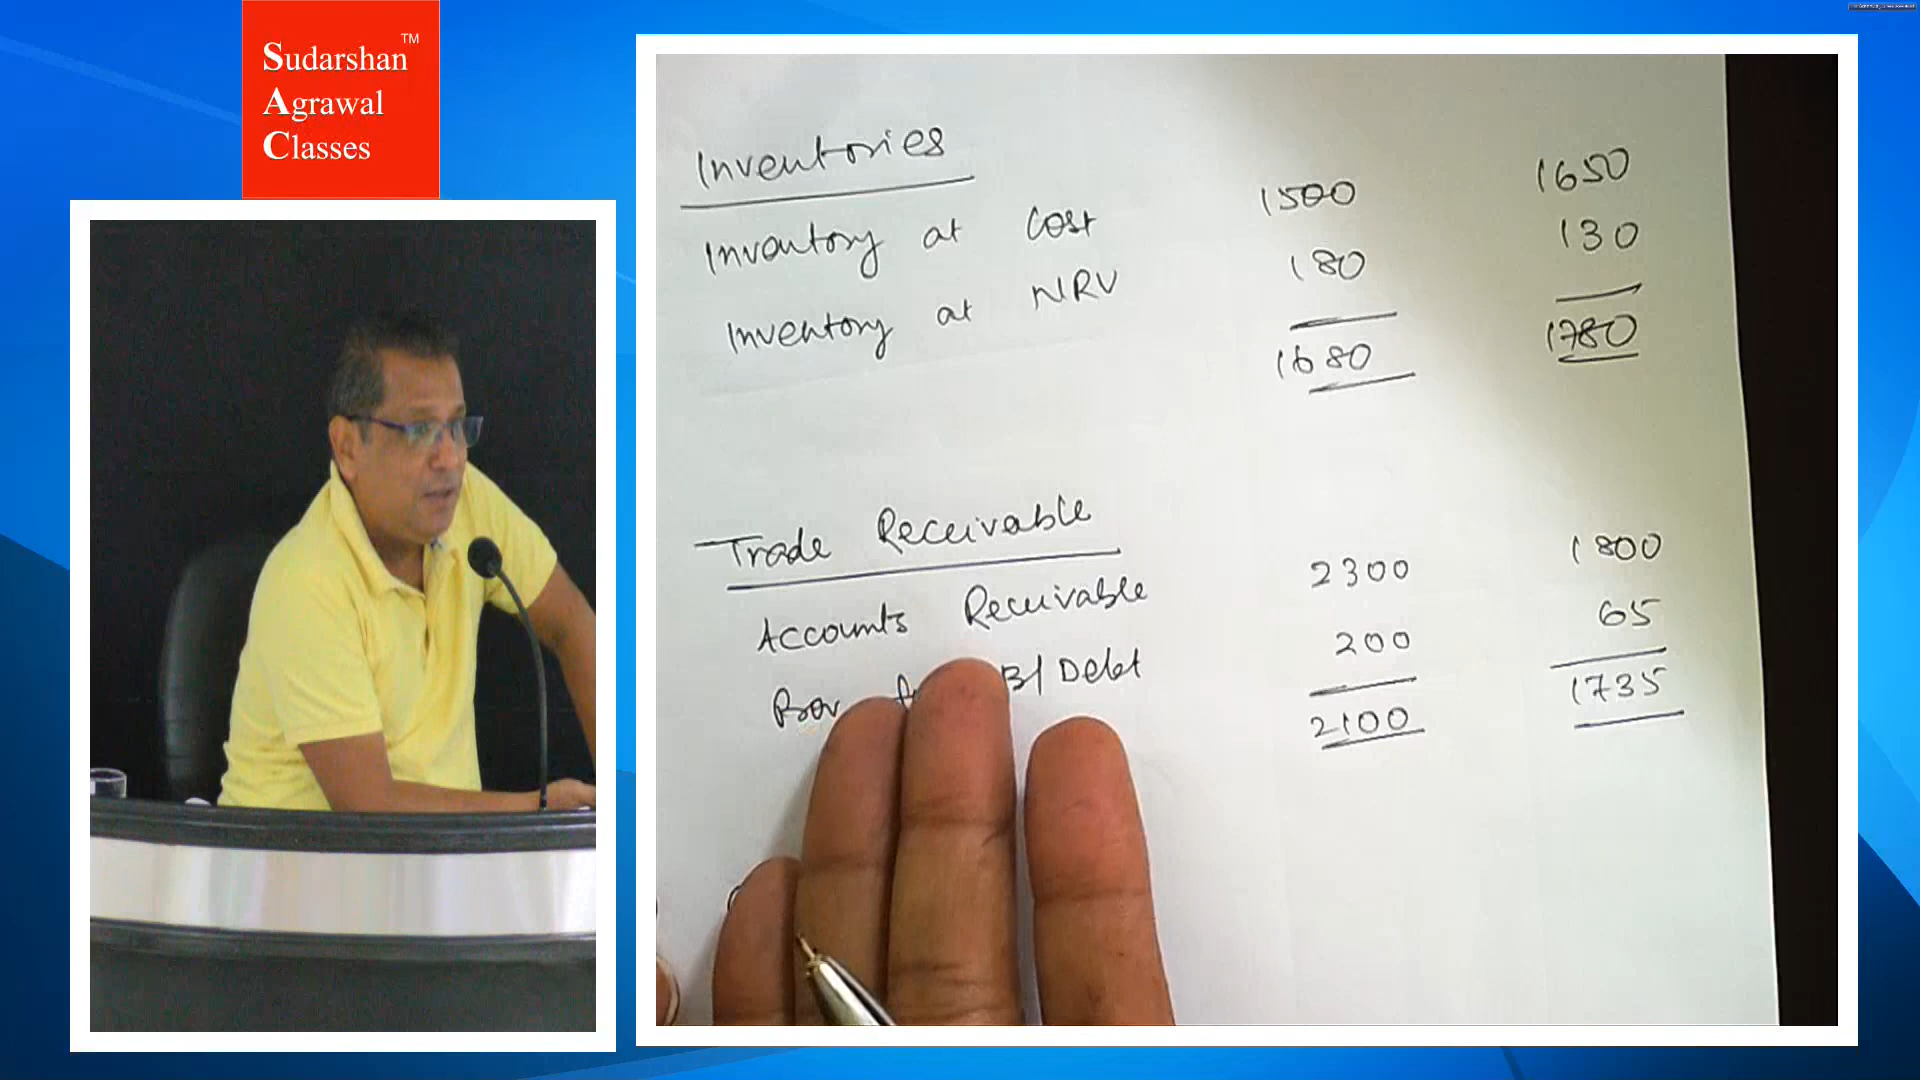 Sudarshan™
Agrawal
Classes
Inventories
Inventory at Cost 1500 1650
Inventory at NRV 180 130
1680 1780
Trade Receivable
Accounts Receivable 2300 1800
Prov B/Debt 200 65
2100 1735